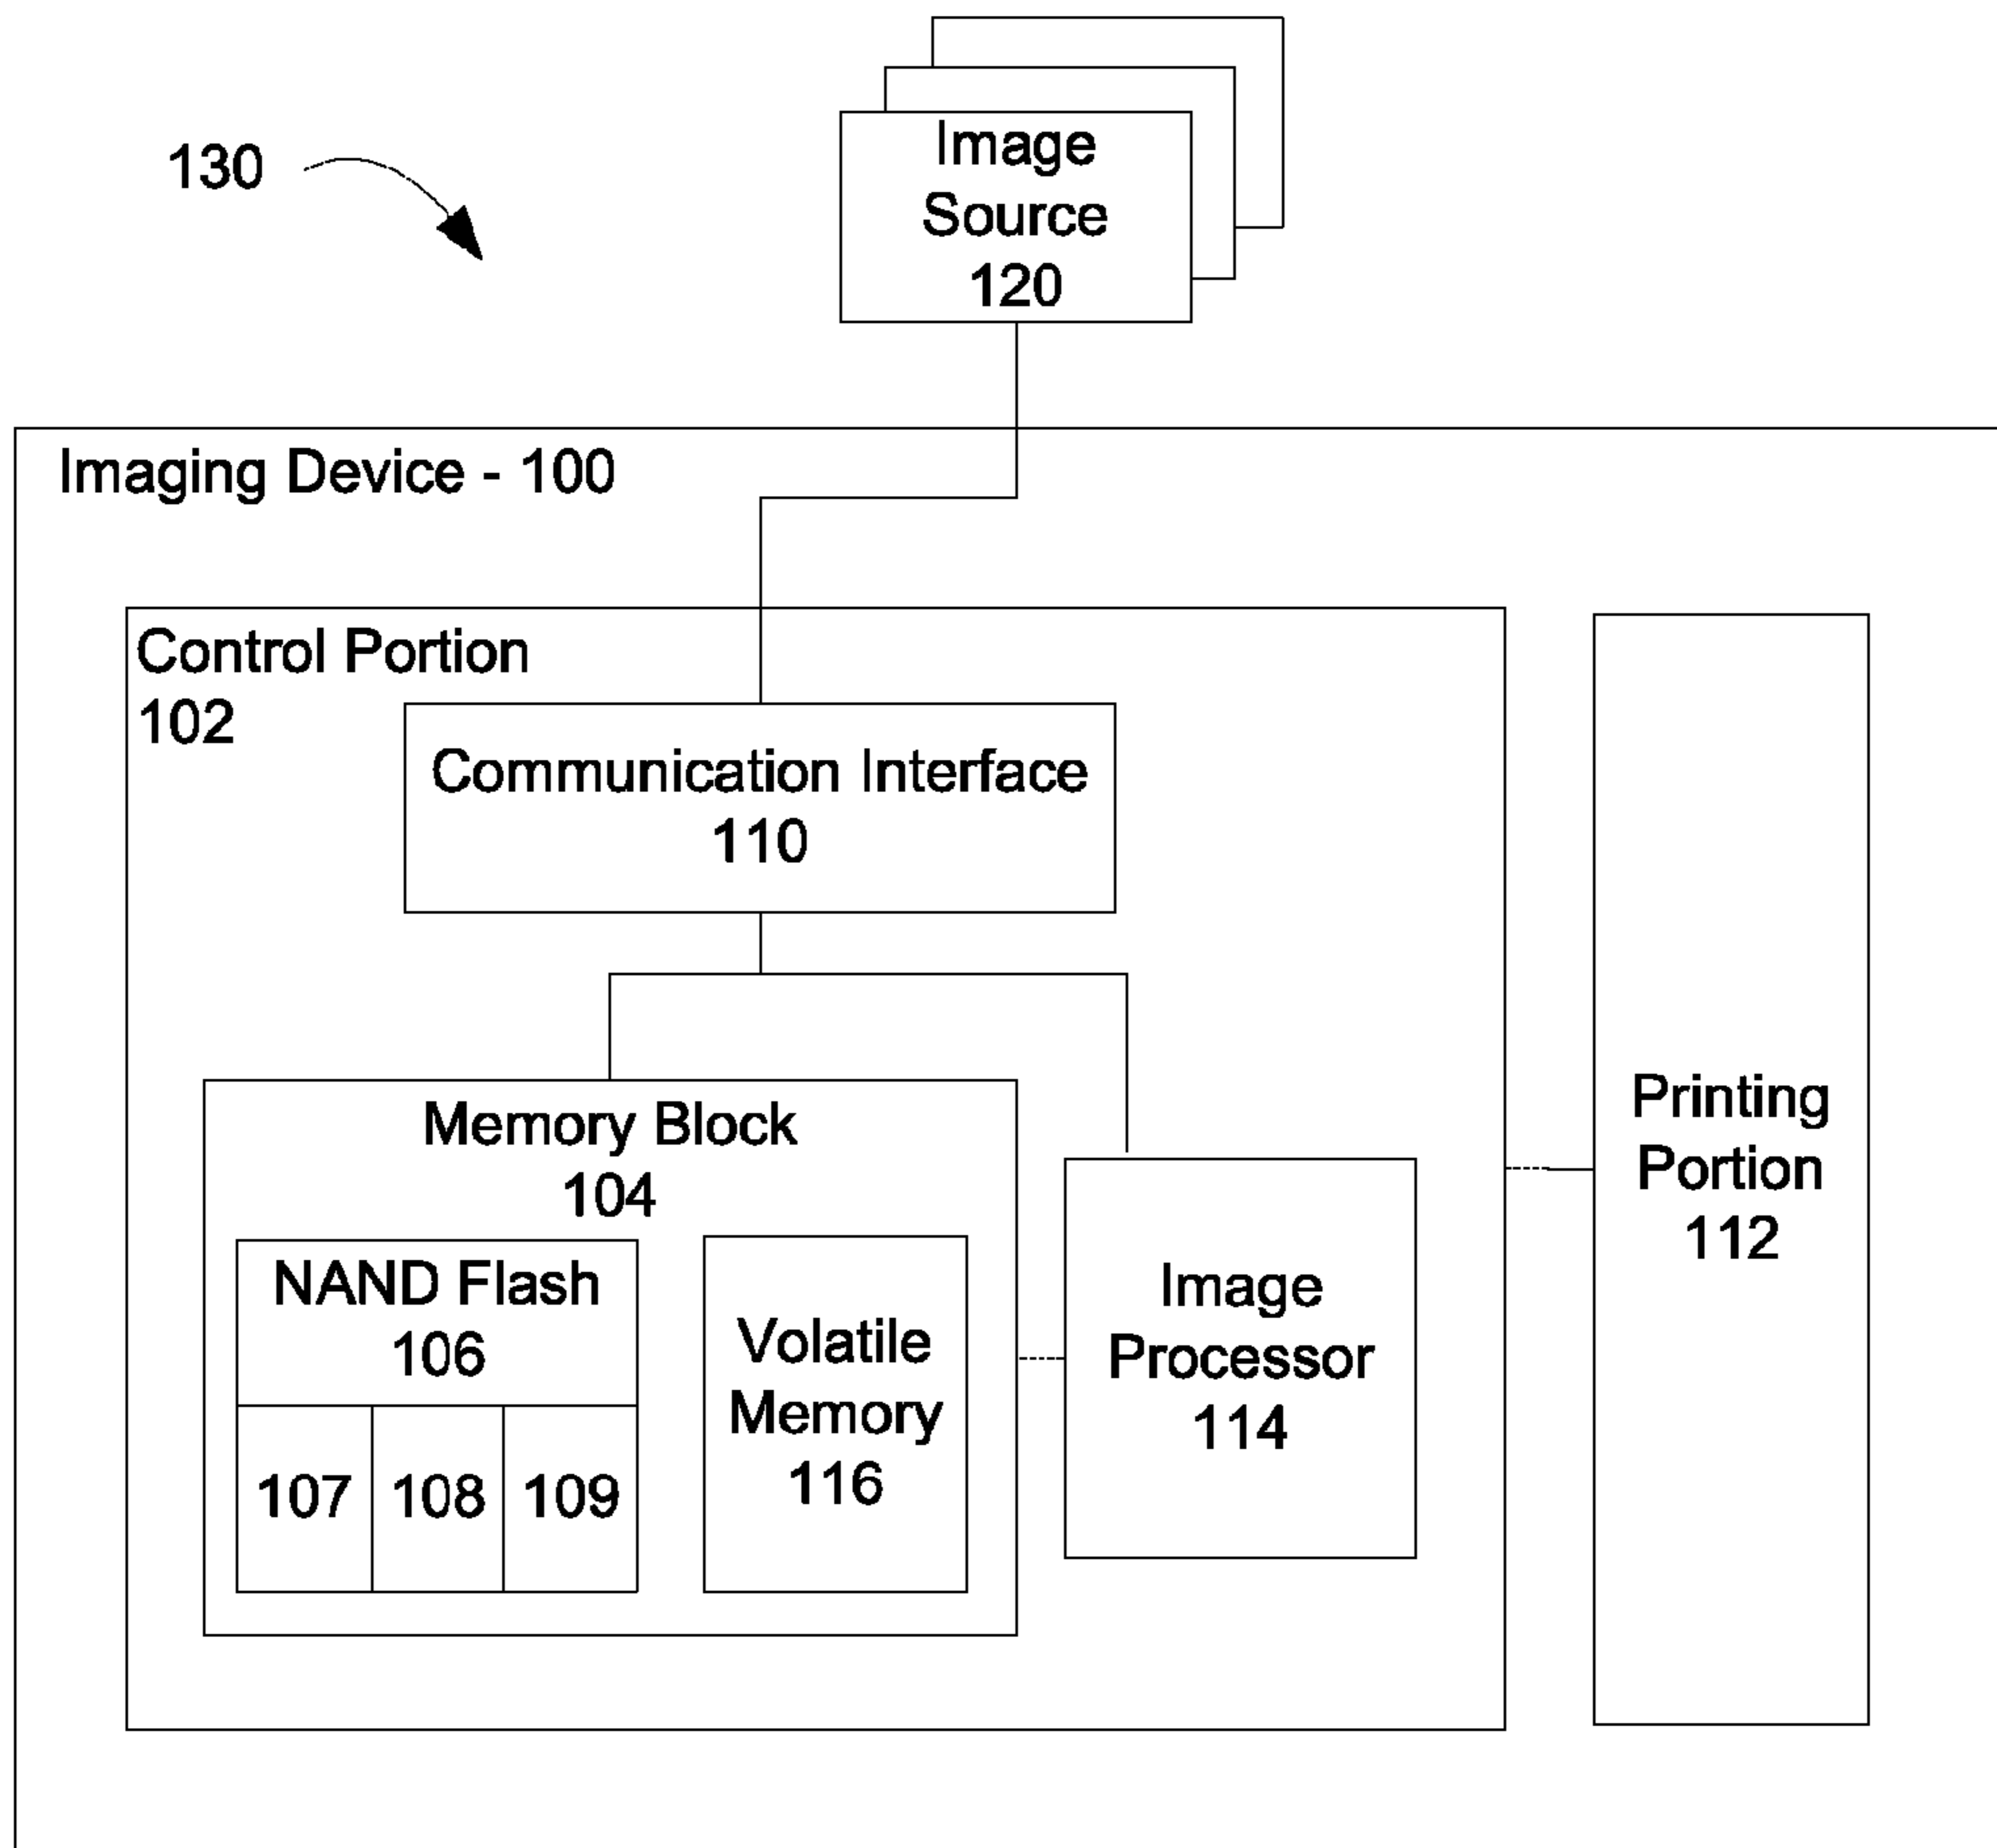 130
Image
Source
120
Imaging Device - 100
Control Portion
102
Communication Interface
110
Memory Block
104
NAND Flash
106
107 108 109
Volatile
Memory
116
Image
Processor
114
Printing
Portion
112